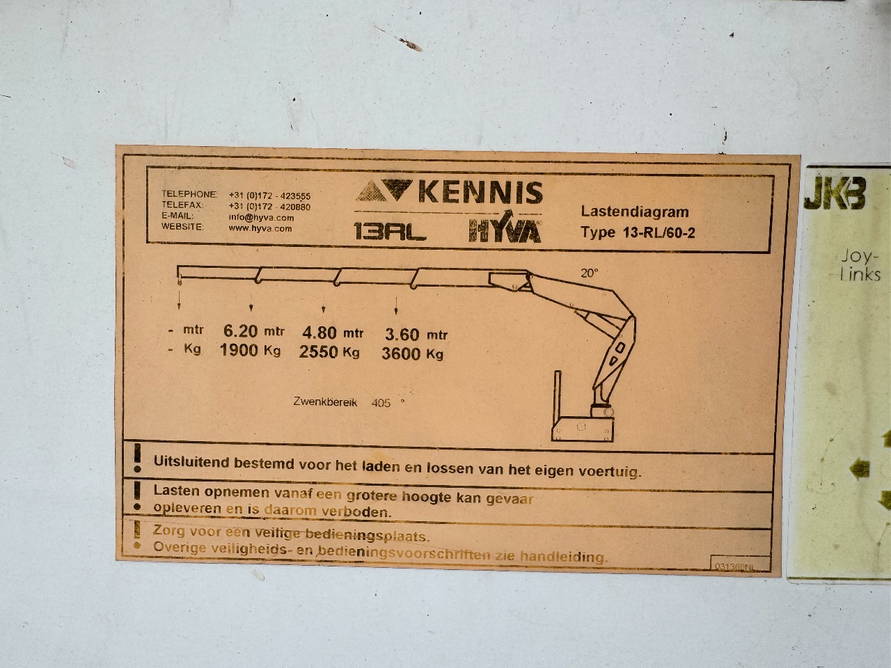 TELEPHONE: +31 (0)172 - 423555
TELEFAX: +31 (0)172 - 420880
E-MAIL: info@hyva.com
WEBSITE: www.hyva.com
KENNIS
13RL HYVA
Lastendiagram
Type 13-RL/60-2
20°
- mtr 6.20 mtr 4.80 mtr 3.60 mtr
- Kg 1900 Kg 2550 Kg 3600 Kg
Zwenkbereik 405 °
! Uitsluitend bestemd voor het laden en lossen van het eigen voertuig.
! Lasten opnemen vanaf een grotere hoogte kan gevaar
opleveren en is daarom verboden.
! Zorg voor een veilige bedieningsplaats.
Overige veiligheids- en bedieningsvoorschriften zie handleiding.
JKB
Joy-
Links